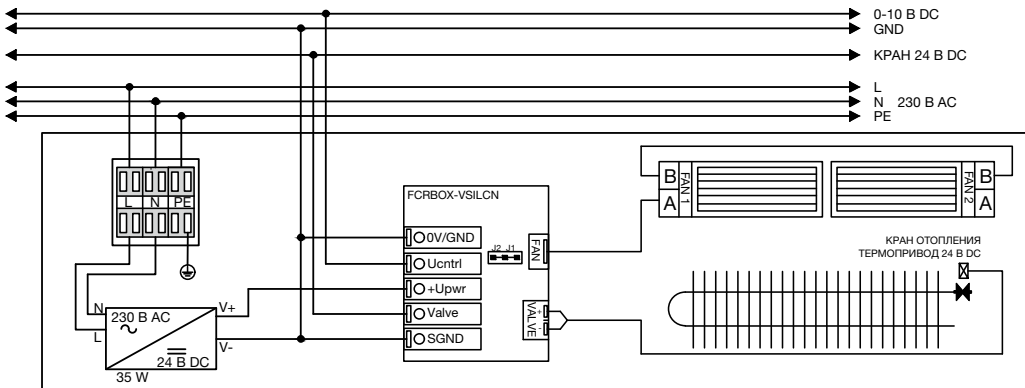 0-10 В DC
GND
КРАН 24 В DC
L
N 230 В AC
PE
L N PE
FCRBOX-VSILCN
0V/GND
Ucntrl
+Upwr
Valve
SGND
J2 J1
FAN
VALVE
+
-
B
A
FAN 1
FAN 2
B
A
КРАН ОТОПЛЕНИЯ
ТЕРМОПРИВОД 24 В DC
N
L
230 В AC
24 В DC
V+
V-
35 W